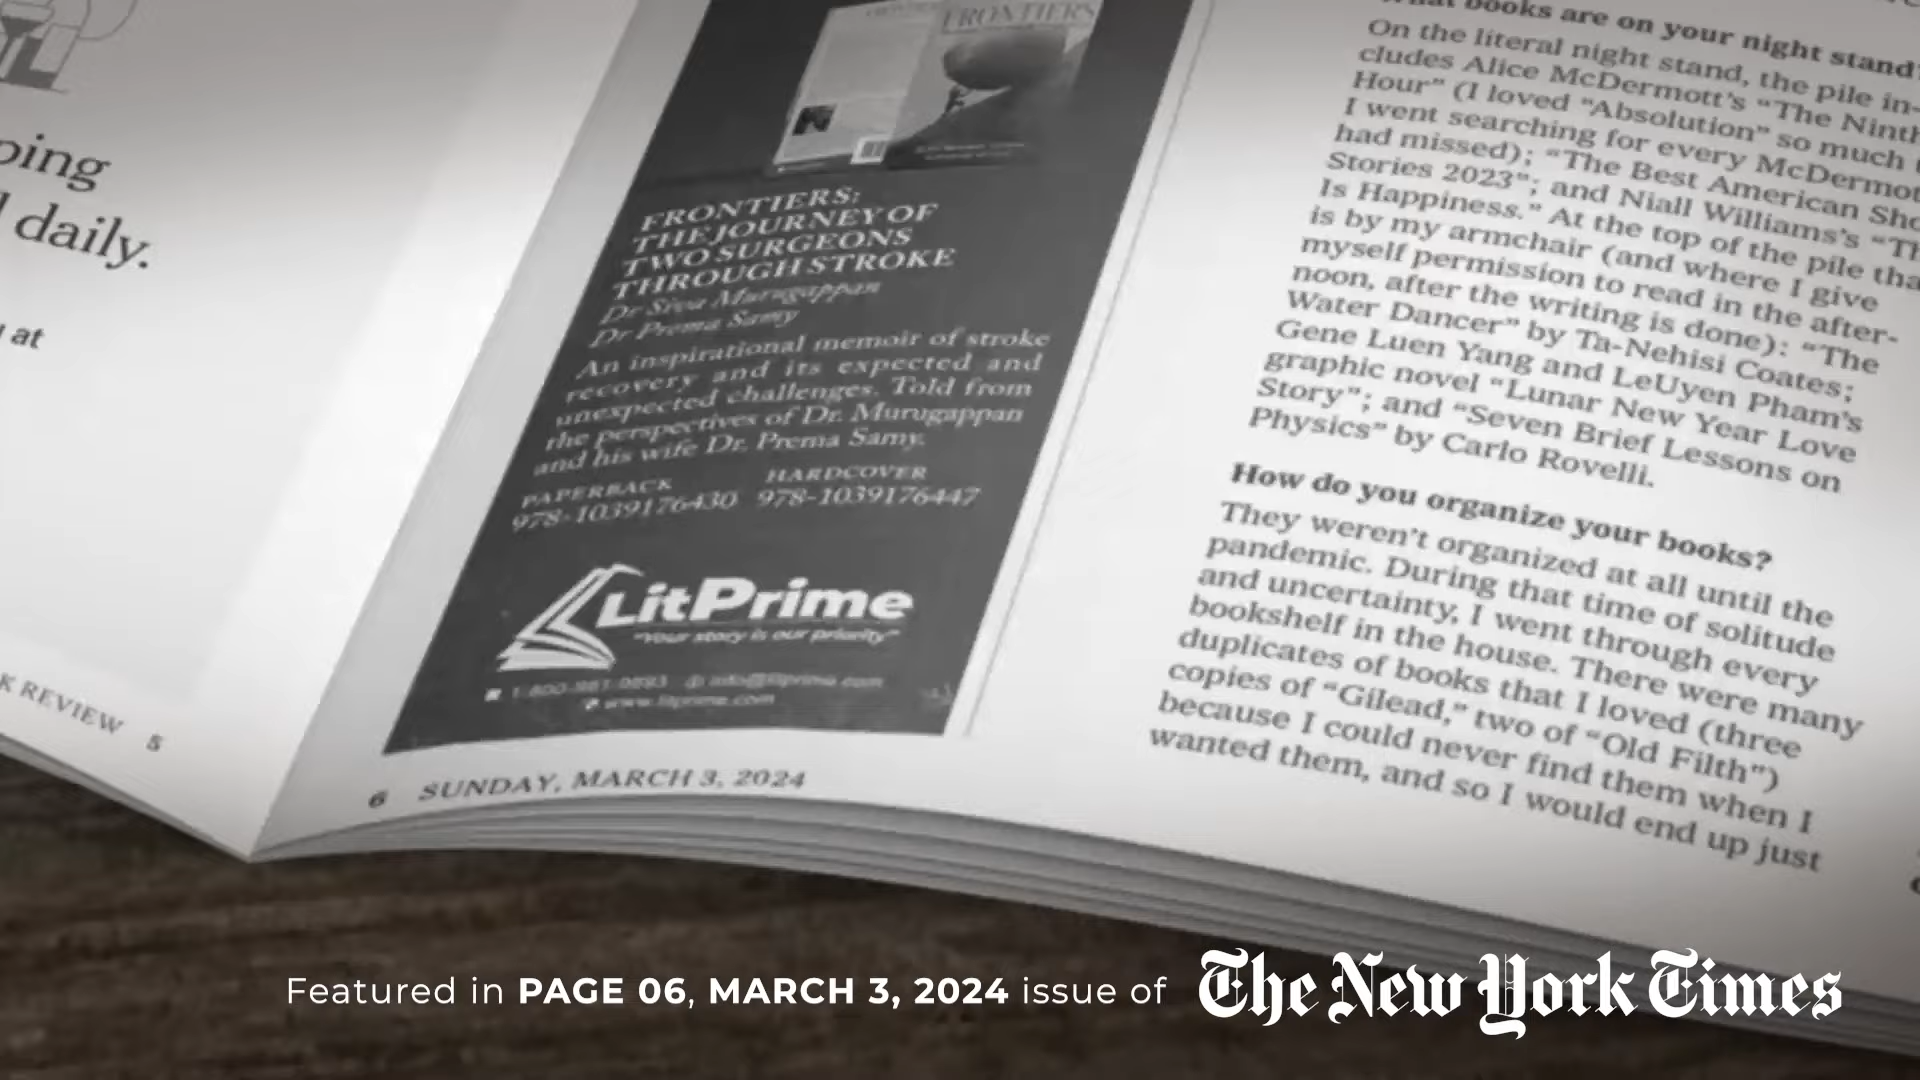 ping
daily.
at
K REVIEW 5
FRONTIERS
FRONTIERS:
THE JOURNEY OF
TWO SURGEONS
THROUGH STROKE
Dr Siva Murugappan
Dr Prema Samy
An inspirational memoir of stroke
recovery and its expected and
unexpected challenges. Told from
the perspectives of Dr. Murugappan
and his wife Dr. Prema Samy.
PAPERBACK
978-1039176430
HARDCOVER
978-1039176447
LitPrime
"Your story is our priority"
info@litprime.com
www.litprime.com
6 SUNDAY, MARCH 3, 2024
What books are on your night stand?
On the literal night stand, the pile in-
cludes Alice McDermott's “The Ninth
Hour” (I loved “Absolution” so much
I went searching for every McDermott
had missed); “The Best American Sho
Stories 2023”; and Niall Williams's “Th
Is Happiness.” At the top of the pile tha
is by my armchair (and where I give
myself permission to read in the after-
noon, after the writing is done): “The
Water Dancer” by Ta-Nehisi Coates;
Gene Luen Yang and LeUyen Pham's
graphic novel “Lunar New Year Love
Story”; and “Seven Brief Lessons on
Physics” by Carlo Rovelli.
How do you organize your books?
They weren't organized at all until the
pandemic. During that time of solitude
and uncertainty, I went through every
bookshelf in the house. There were many
duplicates of books that I loved (three
copies of “Gilead,” two of “Old Filth”)
because I could never find them when I
wanted them, and so I would end up just
Featured in PAGE 06, MARCH 3, 2024 issue of The New York Times